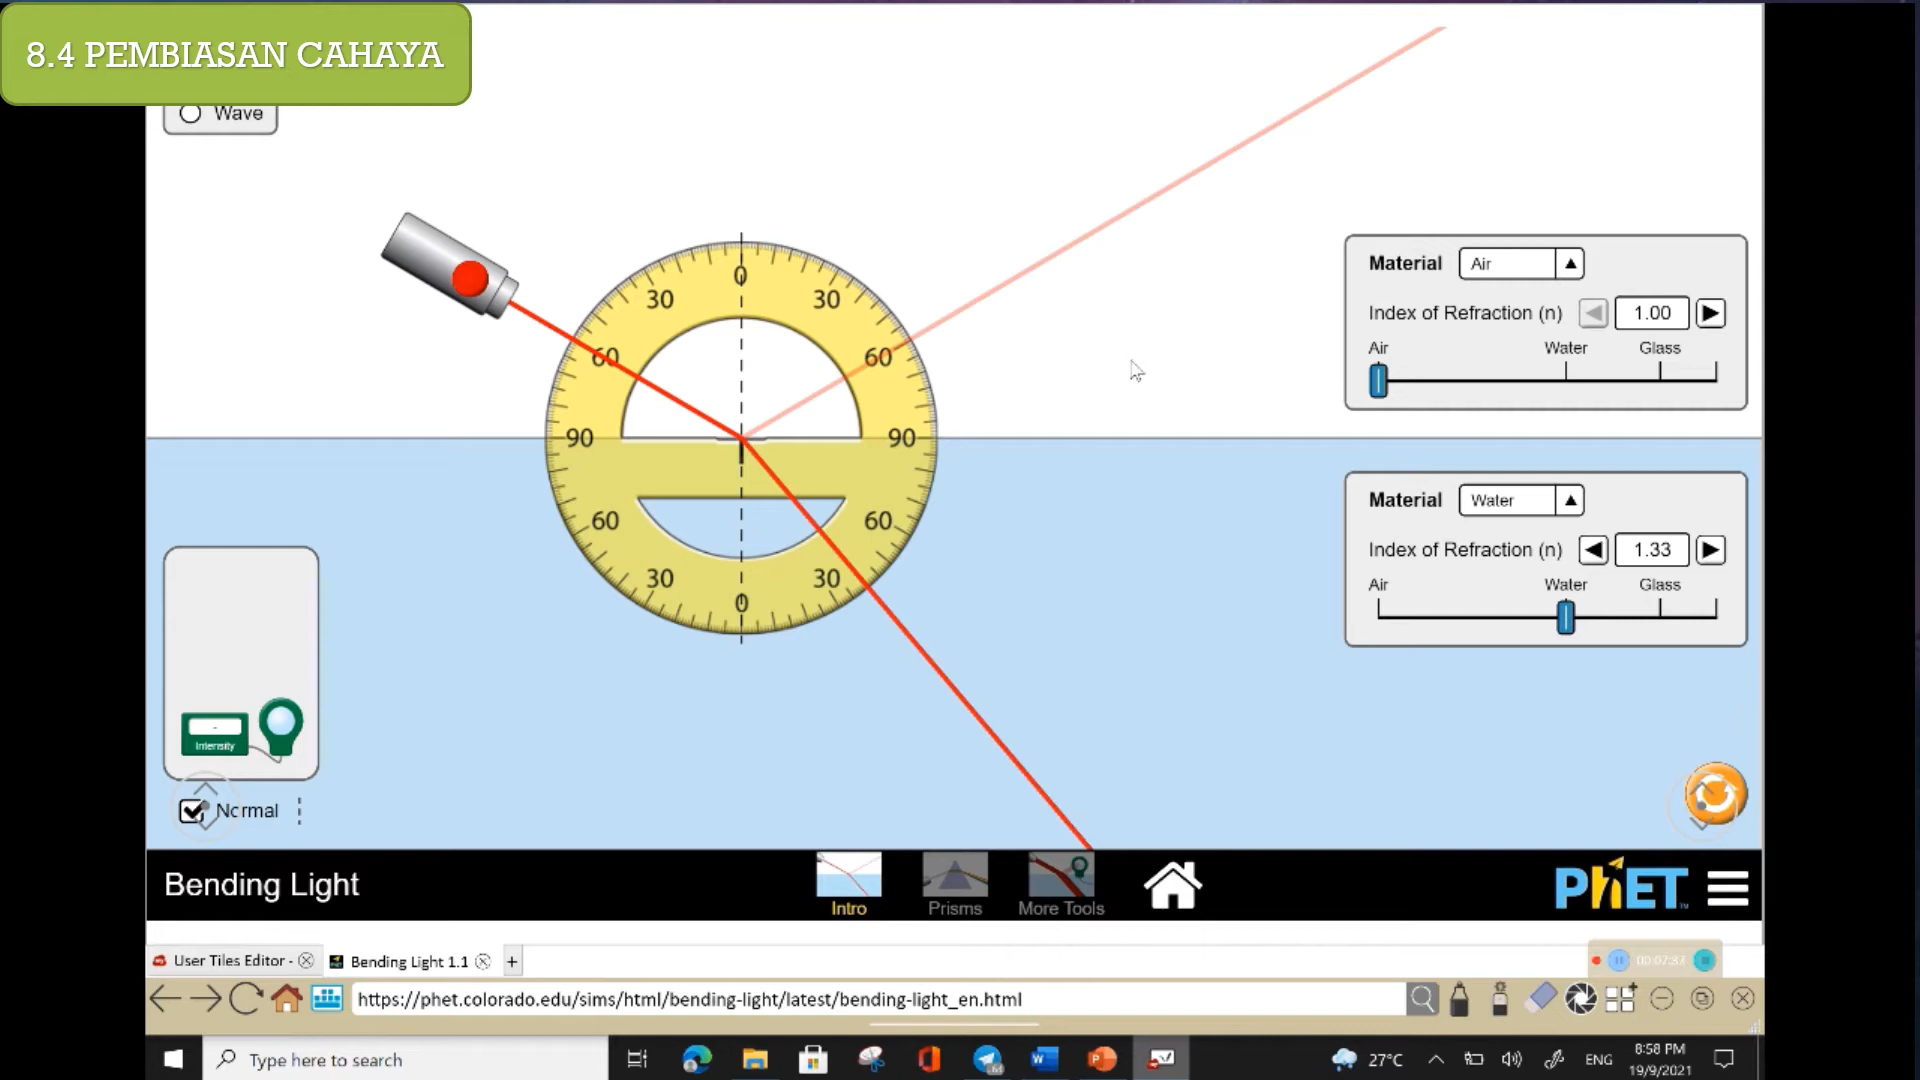 8.4 PEMBIASAN CAHAYA
Wave
0
30 30
60 60
90 90
60 60
30 30
0
Material Air
Index of Refraction (n) 1.00
Air Water Glass
Material Water
Index of Refraction (n) 1.33
Air Water Glass
-
Intensity
Normal
Bending Light
Intro
Prisms
More Tools
PhET
User Tiles Editor -
Bending Light 1.1
+
00:07:37
https://phet.colorado.edu/sims/html/bending-light/latest/bending-light_en.html
Type here to search
27°C
ENG
8:58 PM
19/9/2021